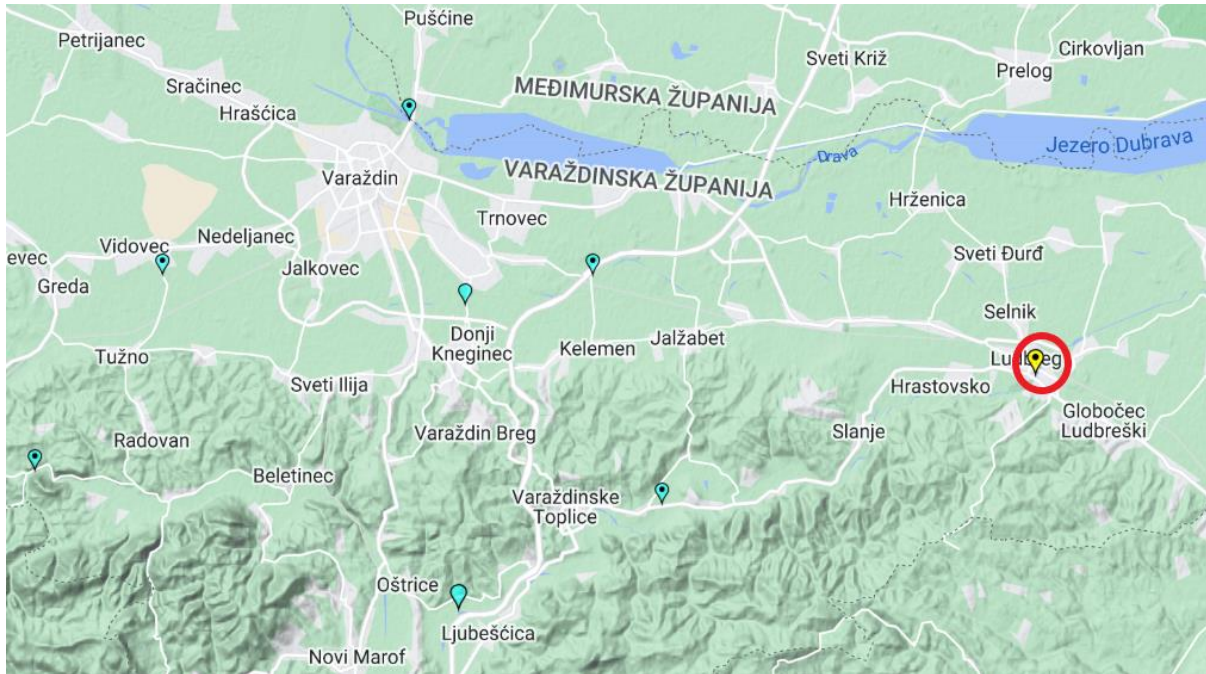 Pušćine
Petrijanec
Cirkovljan
Sveti Križ
Prelog
Sračinec
MEĐIMURSKA ŽUPANIJA
Hrašćica
Jezero Dubrava
Drava
VARAŽDINSKA ŽUPANIJA
Varaždin
Hrženica
Trnovec
Nedeljanec
Vidovec
Sveti Đurđ
evec
Jalkovec
Greda
Selnik
Donji
Kneginec
Jalžabet
Kelemen
Tužno
Ludbreg
Sveti Ilija
Hrastovsko
Globočec
Ludbreški
Radovan
Varaždin Breg
Slanje
Beletinec
Varaždinske
Toplice
Oštrice
Ljubešćica
Novi Marof